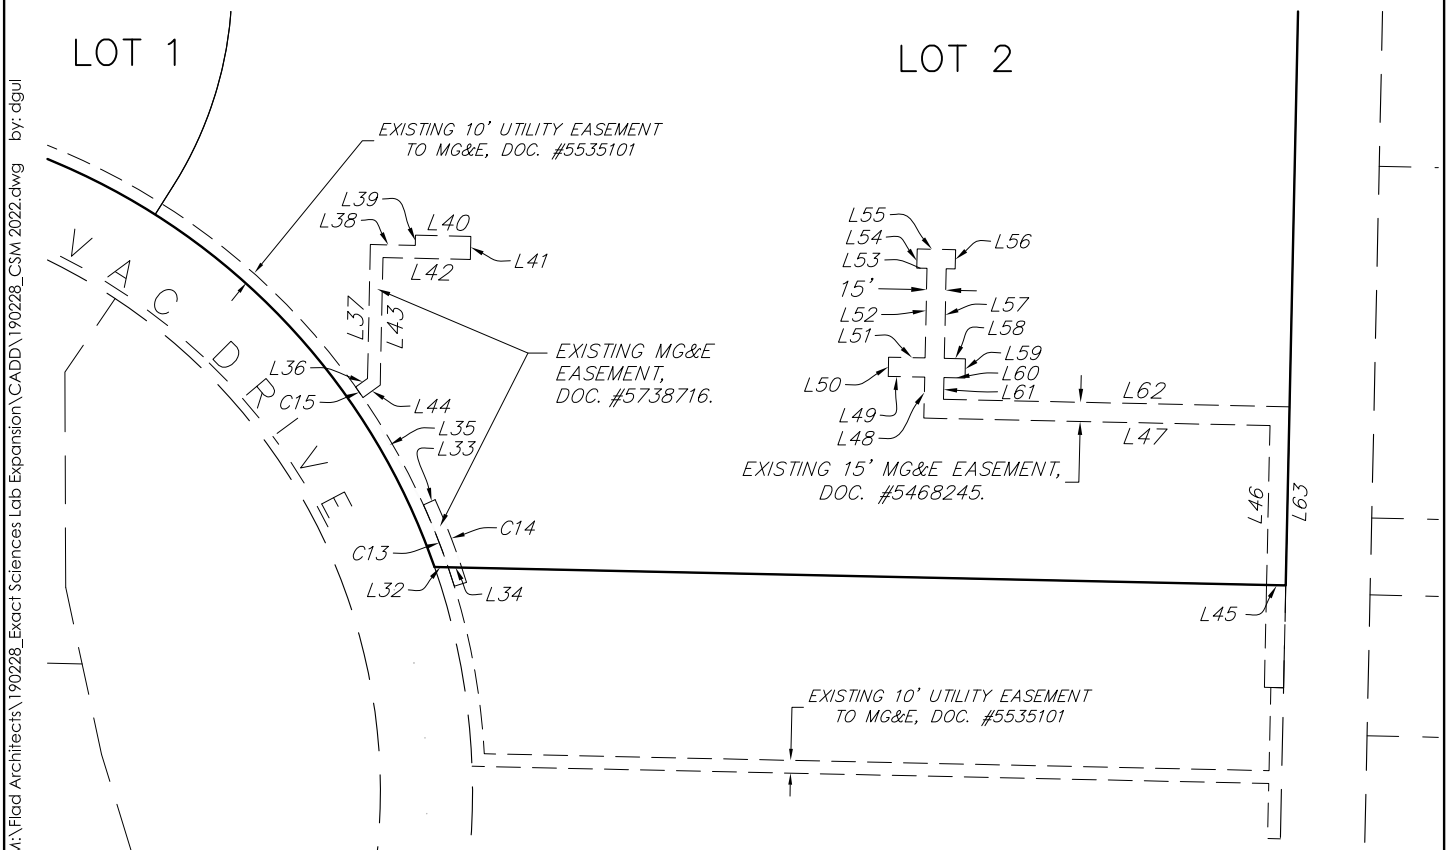 LOT 1
LOT 2
M:\Flad Architects\190228_Exact Sciences Lab Expansion\CADD\190228_CSM 2022.dwg by: dgul
EXISTING 10' UTILITY EASEMENT
TO MG&E, DOC. #5535101
VAC DRIVE
L39
L38
L40
L41
L42
L37
L43
L36
C15
L44
L35
L33
EXISTING MG&E
EASEMENT,
DOC. #5738716.
C14
C13
L32
L34
L55
L54
L56
L53
15'
L52
L57
L51
L58
L59
L50
L60
L61
L49
L48
L62
L47
EXISTING 15' MG&E EASEMENT,
DOC. #5468245.
L46
L63
L45
EXISTING 10' UTILITY EASEMENT
TO MG&E, DOC. #5535101